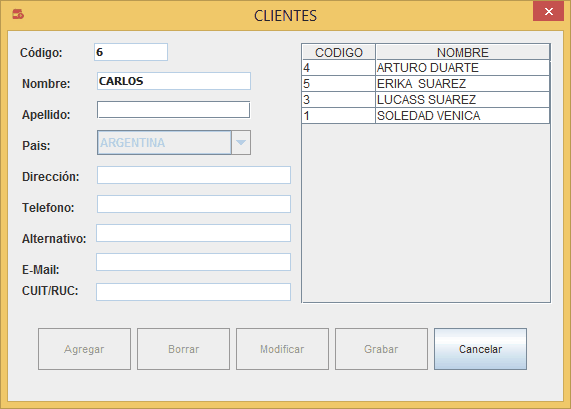 CLIENTES
Código: 6
Nombre: CARLOS
Apellido:
Pais: ARGENTINA
Dirección:
Telefono:
Alternativo:
E-Mail:
CUIT/RUC:
CODIGO NOMBRE
4 ARTURO DUARTE
5 ERIKA SUAREZ
3 LUCASS SUAREZ
1 SOLEDAD VENICA
Agregar Borrar Modificar Grabar Cancelar